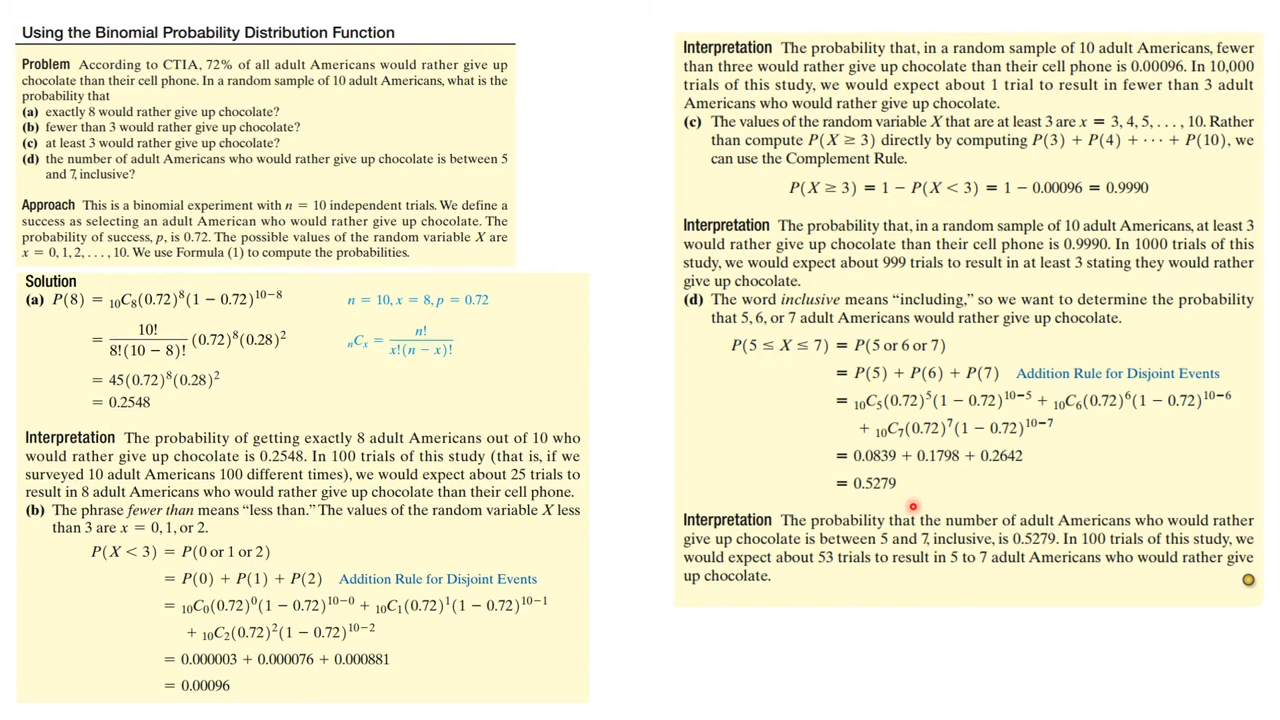 Using the Binomial Probability Distribution Function
Problem According to CTIA, 72% of all adult Americans would rather give up
chocolate than their cell phone. In a random sample of 10 adult Americans, what is the
probability that
(a) exactly 8 would rather give up chocolate?
(b) fewer than 3 would rather give up chocolate?
(c) at least 3 would rather give up chocolate?
(d) the number of adult Americans who would rather give up chocolate is between 5
and 7, inclusive?
Approach This is a binomial experiment with n = 10 independent trials. We define a
success as selecting an adult American who would rather give up chocolate. The
probability of success, p, is 0.72. The possible values of the random variable X are
x = 0, 1, 2, . . . , 10. We use Formula (1) to compute the probabilities.
Solution
(a) P(8) = ₁₀C₈(0.72)⁸(1 − 0.72)¹⁰⁻⁸ n = 10, x = 8, p = 0.72
= 10! / 8!(10 − 8)! (0.72)⁸(0.28)² ₙCₓ = n! / x!(n − x)!
= 45(0.72)⁸(0.28)²
= 0.2548
Interpretation The probability of getting exactly 8 adult Americans out of 10 who
would rather give up chocolate is 0.2548. In 100 trials of this study (that is, if we
surveyed 10 adult Americans 100 different times), we would expect about 25 trials to
result in 8 adult Americans who would rather give up chocolate than their cell phone.
(b) The phrase fewer than means “less than.” The values of the random variable X less
than 3 are x = 0, 1, or 2.
P(X < 3) = P(0 or 1 or 2)
= P(0) + P(1) + P(2) Addition Rule for Disjoint Events
= ₁₀C₀(0.72)⁰(1 − 0.72)¹⁰⁻⁰ + ₁₀C₁(0.72)¹(1 − 0.72)¹⁰⁻¹
+ ₁₀C₂(0.72)²(1 − 0.72)¹⁰⁻²
= 0.000003 + 0.000076 + 0.000881
= 0.00096
Interpretation The probability that, in a random sample of 10 adult Americans, fewer
than three would rather give up chocolate than their cell phone is 0.00096. In 10,000
trials of this study, we would expect about 1 trial to result in fewer than 3 adult
Americans who would rather give up chocolate.
(c) The values of the random variable X that are at least 3 are x = 3, 4, 5, . . . , 10. Rather
than compute P(X ≥ 3) directly by computing P(3) + P(4) + ⋯ + P(10), we
can use the Complement Rule.
P(X ≥ 3) = 1 − P(X < 3) = 1 − 0.00096 = 0.9990
Interpretation The probability that, in a random sample of 10 adult Americans, at least 3
would rather give up chocolate than their cell phone is 0.9990. In 1000 trials of this
study, we would expect about 999 trials to result in at least 3 stating they would rather
give up chocolate.
(d) The word inclusive means “including,” so we want to determine the probability
that 5, 6, or 7 adult Americans would rather give up chocolate.
P(5 ≤ X ≤ 7) = P(5 or 6 or 7)
= P(5) + P(6) + P(7) Addition Rule for Disjoint Events
= ₁₀C₅(0.72)⁵(1 − 0.72)¹⁰⁻⁵ + ₁₀C₆(0.72)⁶(1 − 0.72)¹⁰⁻⁶
+ ₁₀C₇(0.72)⁷(1 − 0.72)¹⁰⁻⁷
= 0.0839 + 0.1798 + 0.2642
= 0.5279
Interpretation The probability that the number of adult Americans who would rather
give up chocolate is between 5 and 7, inclusive, is 0.5279. In 100 trials of this study, we
would expect about 53 trials to result in 5 to 7 adult Americans who would rather give
up chocolate.